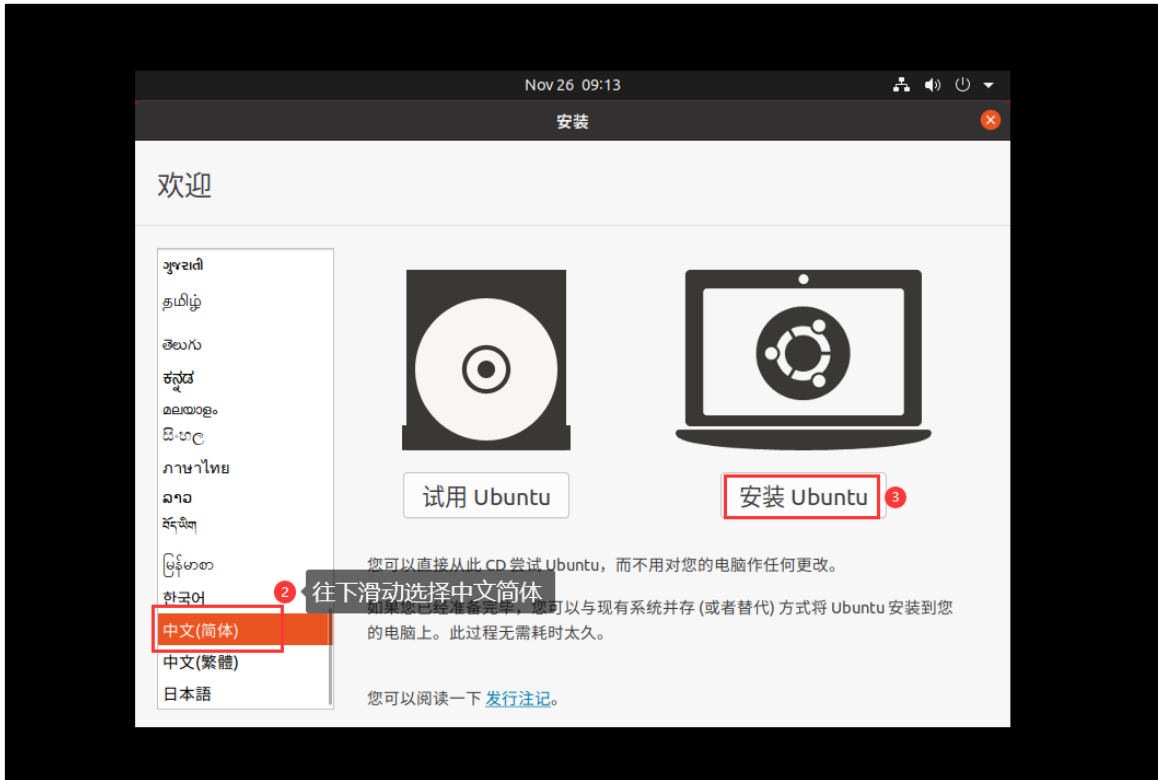 Nov 26 09:13
安装
欢迎
ગુજરાતી
தமிழ்
తెలుగు
ಕನ್ನಡ
മലയാളം
සිංහල
ภาษาไทย
ລາວ
བོད་ཡིག
မြန်မာစာ
한국어
中文(简体)
中文(繁體)
日本語
2 往下滑动选择中文简体
试用 Ubuntu
安装 Ubuntu 3
您可以直接从此 CD 尝试 Ubuntu，而不用对您的电脑作任何更改。
如果您已经准备完毕，您可以与现有系统并存 (或者替代) 方式将 Ubuntu 安装到您
的电脑上。此过程无需耗时太久。
您可以阅读一下 发行注记。